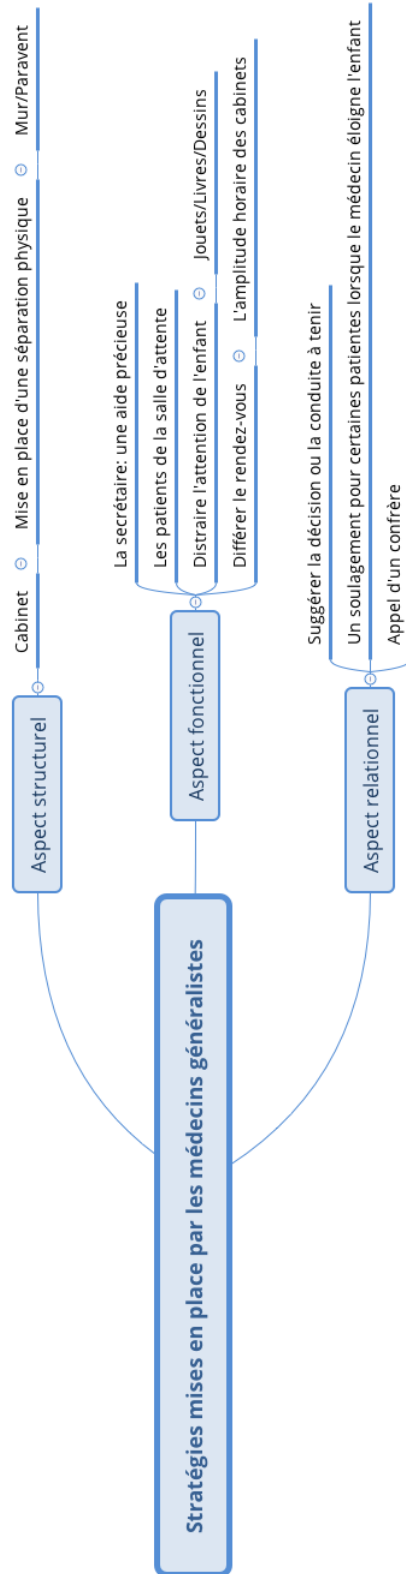 Stratégies mises en place par les médecins généralistes
Aspect structurel
Cabinet
Mise en place d'une séparation physique
Mur/Paravent
Aspect fonctionnel
La secrétaire: une aide précieuse
Les patients de la salle d'attente
Distraire l'attention de l'enfant
Jouets/Livres/Dessins
Différer le rendez-vous
L'amplitude horaire des cabinets
Aspect relationnel
Suggérer la décision ou la conduite à tenir
Un soulagement pour certaines patientes lorsque le médecin éloigne l'enfant
Appel d'un confrère